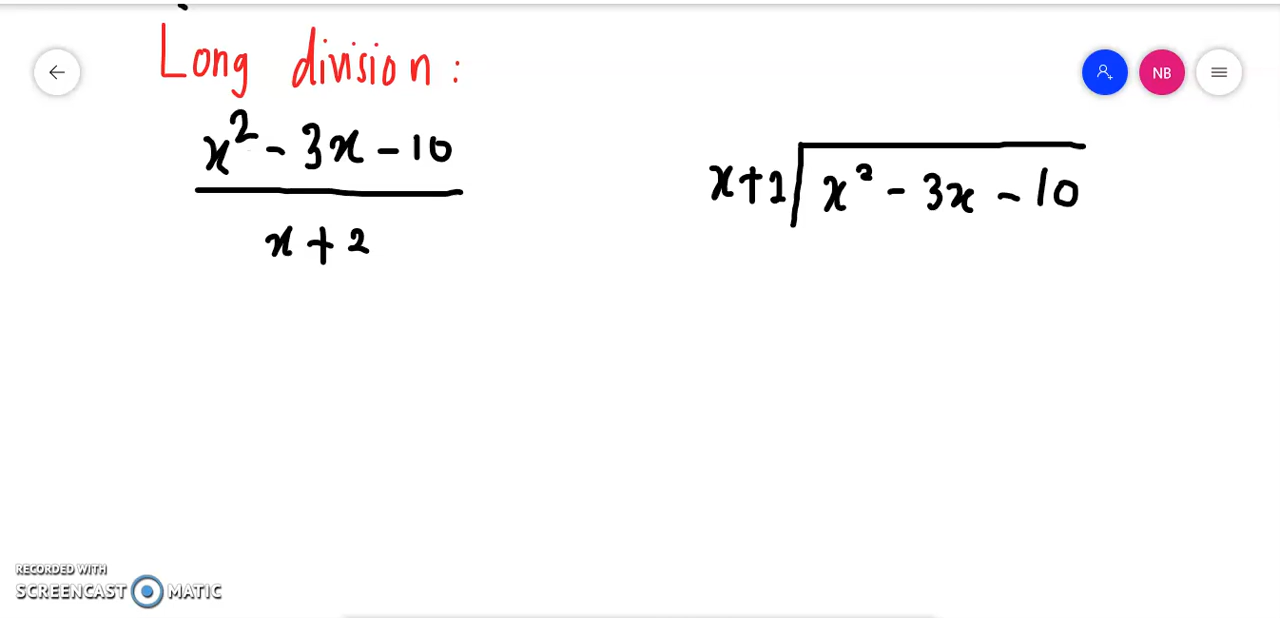 Long division:
x² - 3x - 10
x + 2
x+2
x² - 3x - 10
NB
RECORDED WITH
SCREENCAST MATIC